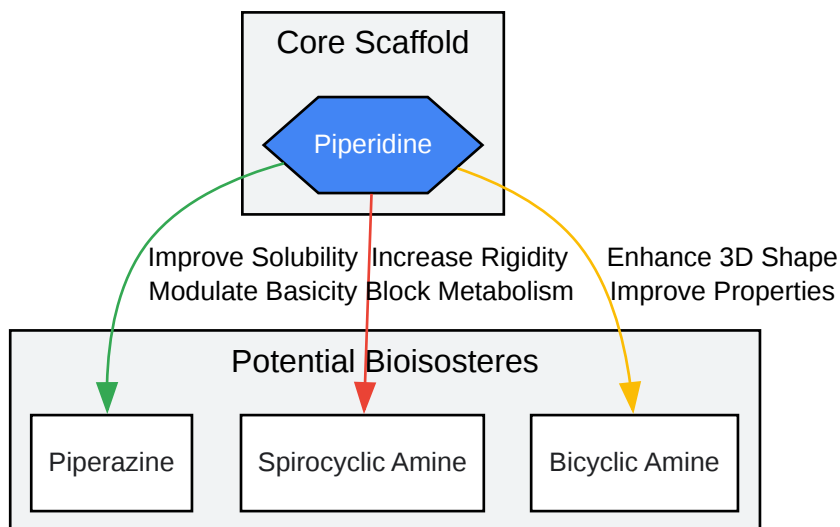 Core Scaffold
Piperidine
Improve Solubility
Modulate Basicity
Increase Rigidity
Block Metabolism
Enhance 3D Shape
Improve Properties
Potential Bioisosteres
Piperazine
Spirocyclic Amine
Bicyclic Amine